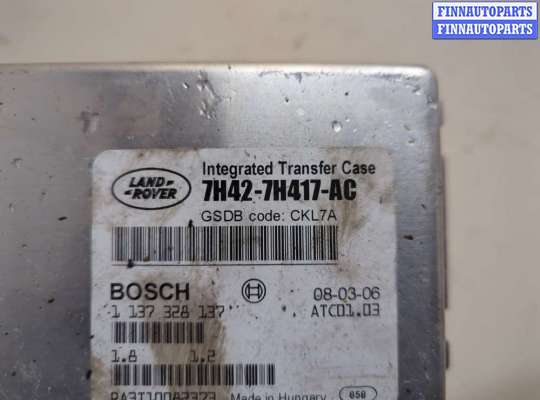 FINNAUTOPARTS
FINNAUTOPARTS
LAND-
-ROVER
Integrated Transfer Case
7H42-7H417-AC
GSDB code: CKL7A
BOSCH
08-03-06
1 137 328 137
ATC01.03
1.8 1.2
Made in Hungary
858